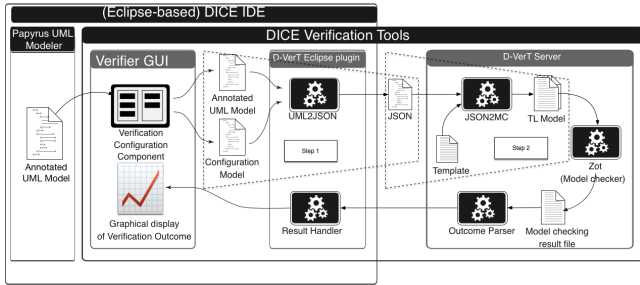 (Eclipse-based) DICE IDE
Papyrus UML
Modeler
DICE Verification Tools
Verifier GUI
D-VerT Eclipse plugin
D-VerT Server
Annotated
UML Model
Verification
Configuration
Component
Annotated
UML Model
Configuration
Model
UML2JSON
Step 1
JSON
JSON2MC
TL Model
Step 2
Template
Zot
(Model checker)
Graphical display
of Verification Outcome
Result Handler
Outcome Parser
Model checking
result file